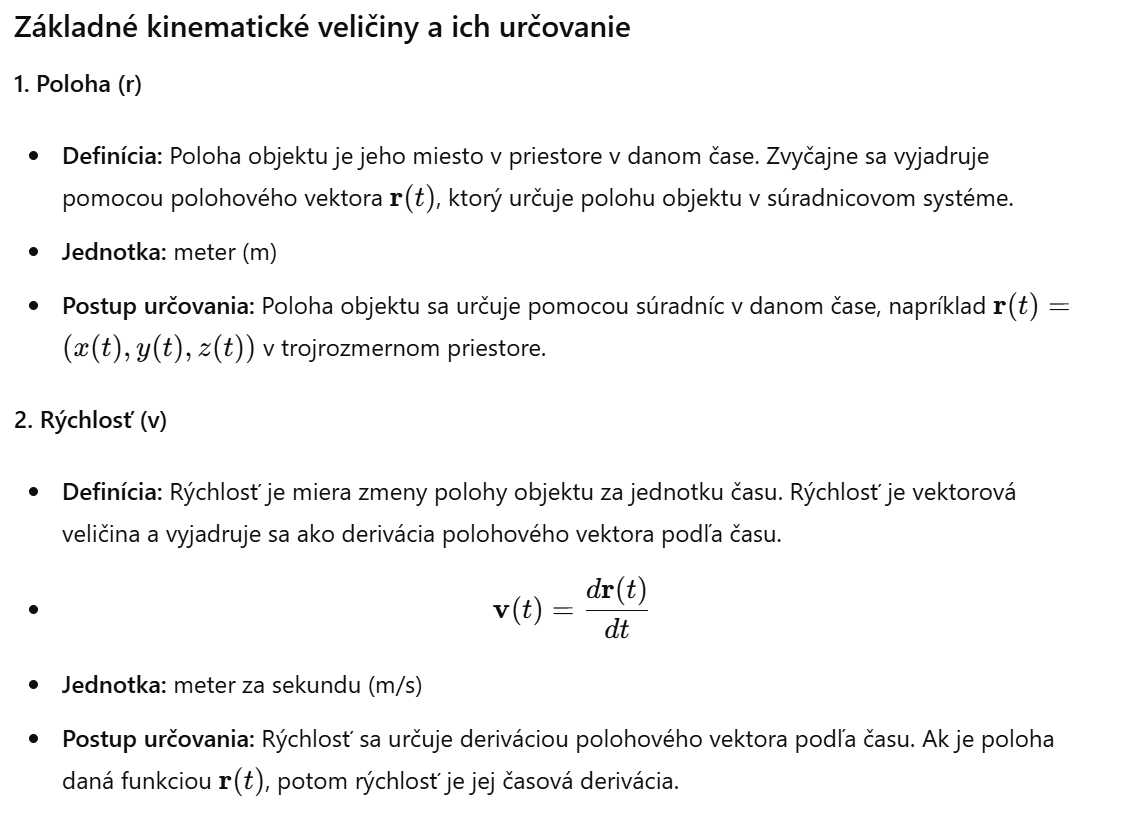 Základné kinematické veličiny a ich určovanie
1. Poloha (r)
• Definícia: Poloha objektu je jeho miesto v priestore v danom čase. Zvyčajne sa vyjadruje
pomocou polohového vektora r(t), ktorý určuje polohu objektu v súradnicovom systéme.
• Jednotka: meter (m)
• Postup určovania: Poloha objektu sa určuje pomocou súradníc v danom čase, napríklad r(t) =
(x(t), y(t), z(t)) v trojrozmernom priestore.
2. Rýchlosť (v)
• Definícia: Rýchlosť je miera zmeny polohy objektu za jednotku času. Rýchlosť je vektorová
veličina a vyjadruje sa ako derivácia polohového vektora podľa času.
• v(t) = dr(t)/dt
• Jednotka: meter za sekundu (m/s)
• Postup určovania: Rýchlosť sa určuje deriváciou polohového vektora podľa času. Ak je poloha
daná funkciou r(t), potom rýchlosť je jej časová derivácia.